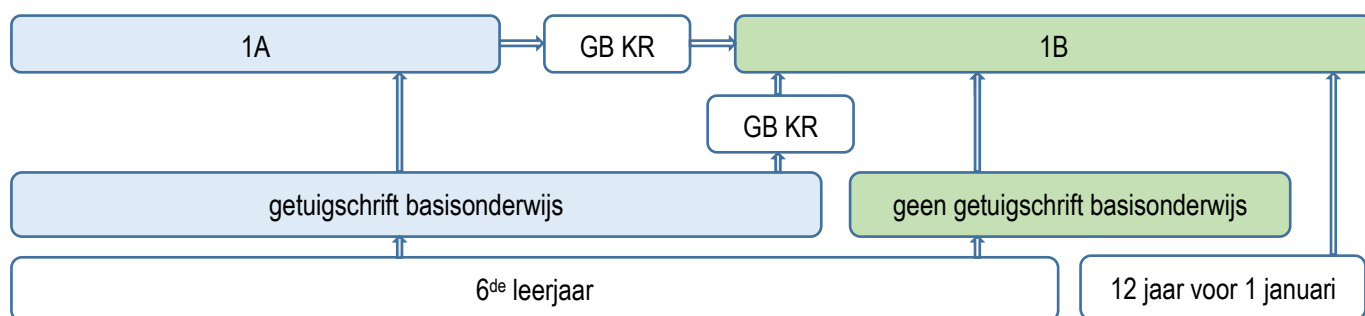 1A
GB KR
1B
GB KR
getuigschrift basisonderwijs
geen getuigschrift basisonderwijs
6de leerjaar
12 jaar voor 1 januari